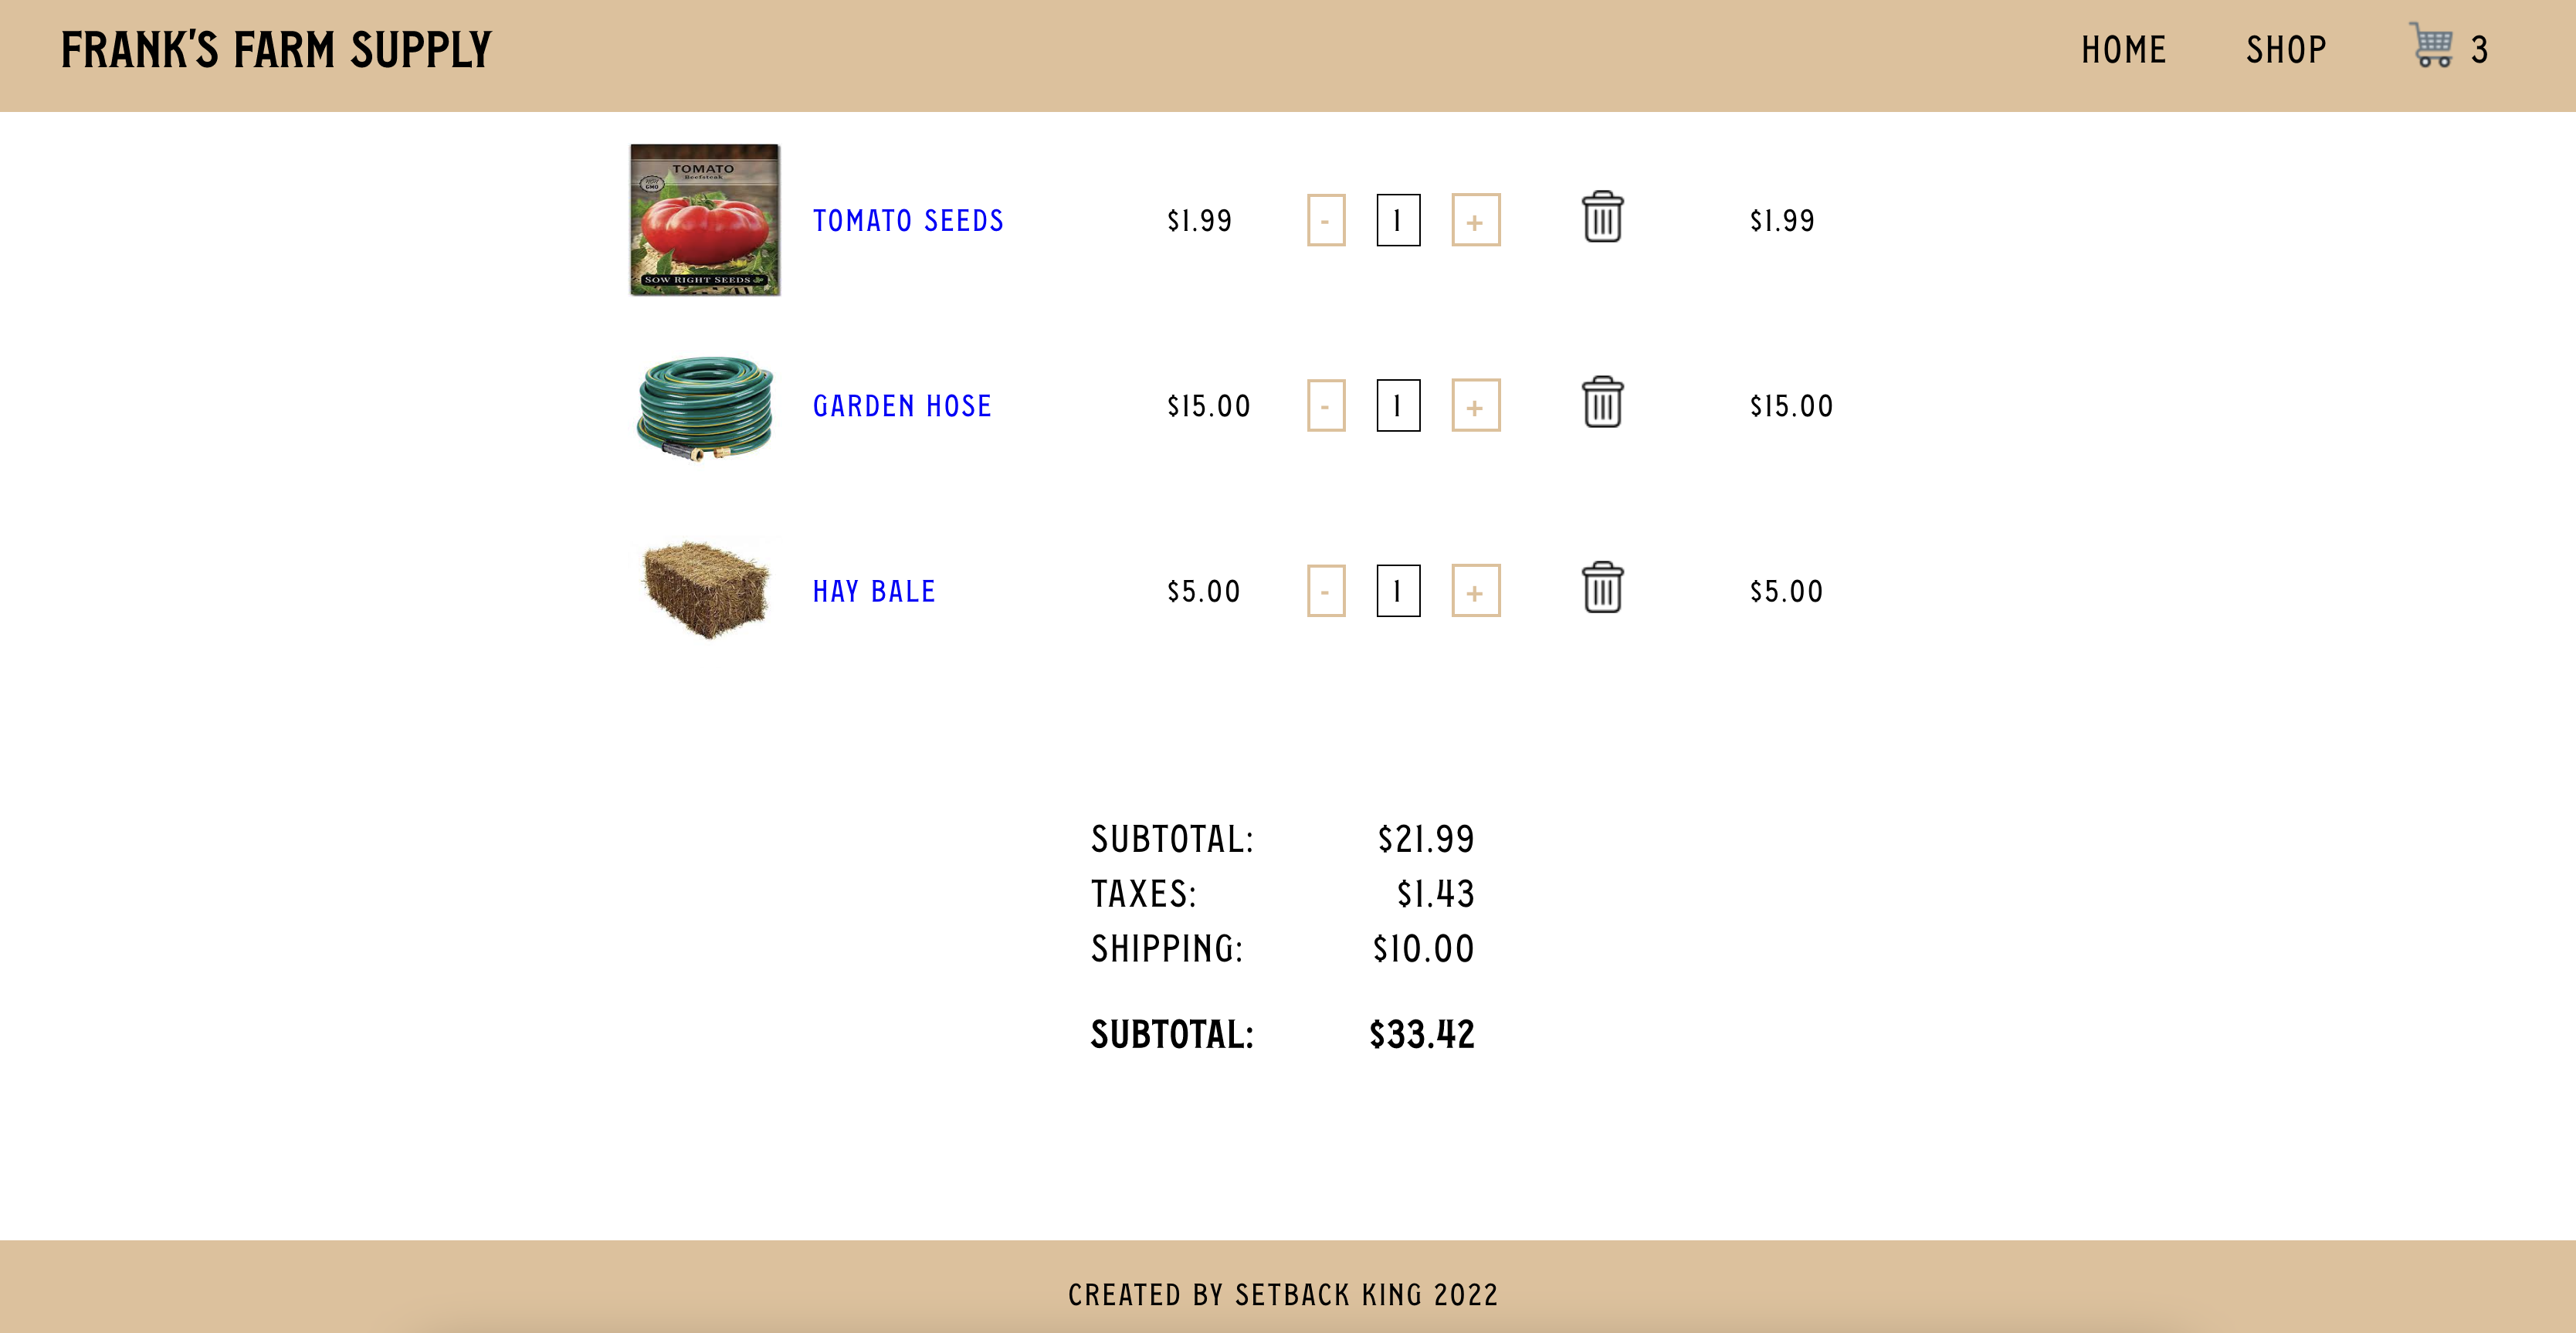 FRANK'S FARM SUPPLY HOME SHOP 3
TOMATO
Beefsteak
NON GMO
SOW RIGHT SEEDS
TOMATO SEEDS $1.99 - 1 + $1.99
GARDEN HOSE $15.00 - 1 + $15.00
HAY BALE $5.00 - 1 + $5.00
SUBTOTAL: $21.99
TAXES: $1.43
SHIPPING: $10.00
SUBTOTAL: $33.42
CREATED BY SETBACK KING 2022